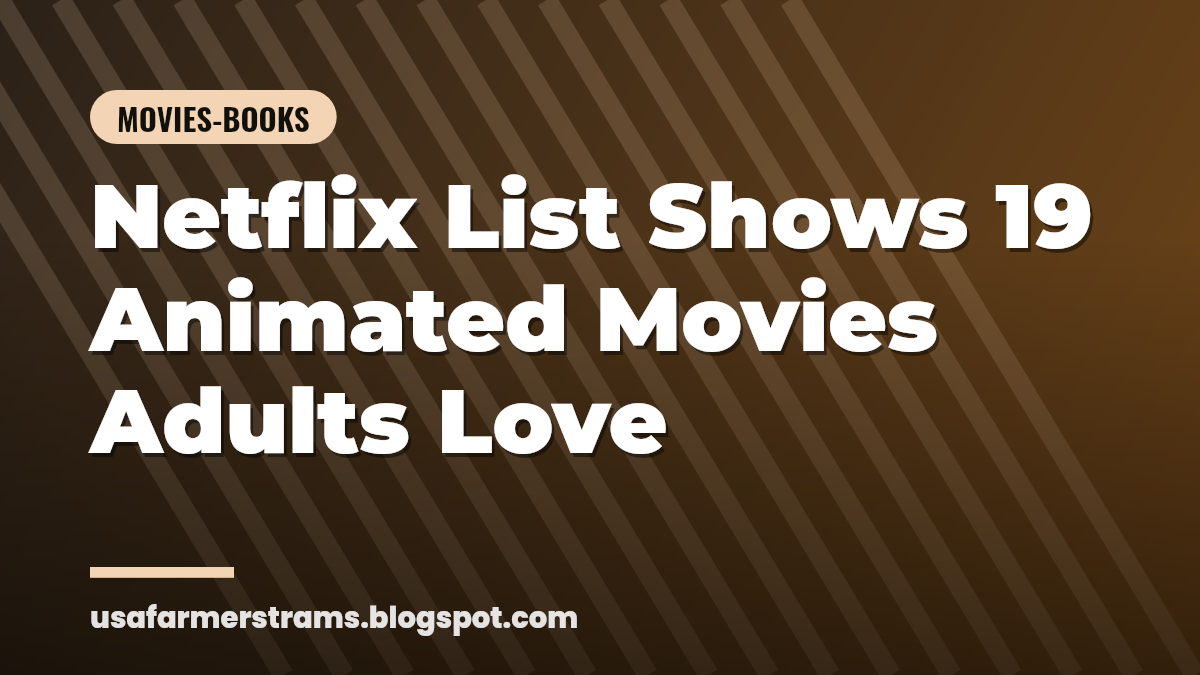 MOVIES-BOOKS
Netflix List Shows 19
Animated Movies
Adults Love
usafarmerstrams.blogspot.com